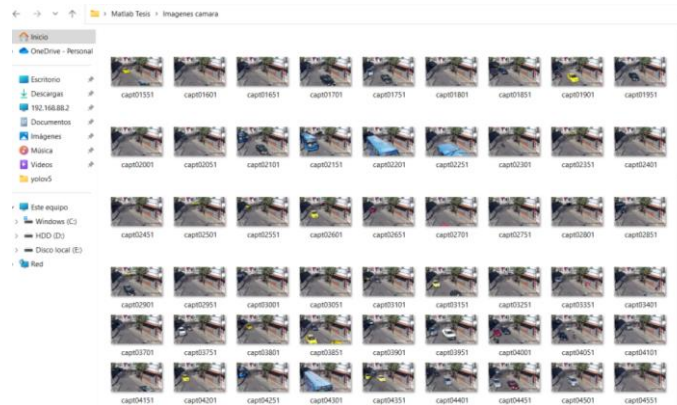 Matlab Tesis > Imagenes camara
Inicio
OneDrive - Personal
Escritorio
Descargas
192.168.88.2
Documentos
Imágenes
Música
Videos
yolov5
Este equipo
Windows (C:)
HDD (D:)
Disco local (E:)
Red
capt01551 capt01601 capt01651 capt01701 capt01751 capt01801 capt01851 capt01901 capt01951
capt02001 capt02051 capt02101 capt02151 capt02201 capt02251 capt02301 capt02351 capt02401
capt02451 capt02501 capt02551 capt02601 capt02651 capt02701 capt02751 capt02801 capt02851
capt02901 capt02951 capt03001 capt03051 capt03101 capt03151 capt03251 capt03351 capt03401
capt03701 capt03751 capt03801 capt03851 capt03901 capt03951 capt04001 capt04051 capt04101
capt04151 capt04201 capt04251 capt04301 capt04351 capt04401 capt04451 capt04501 capt04551